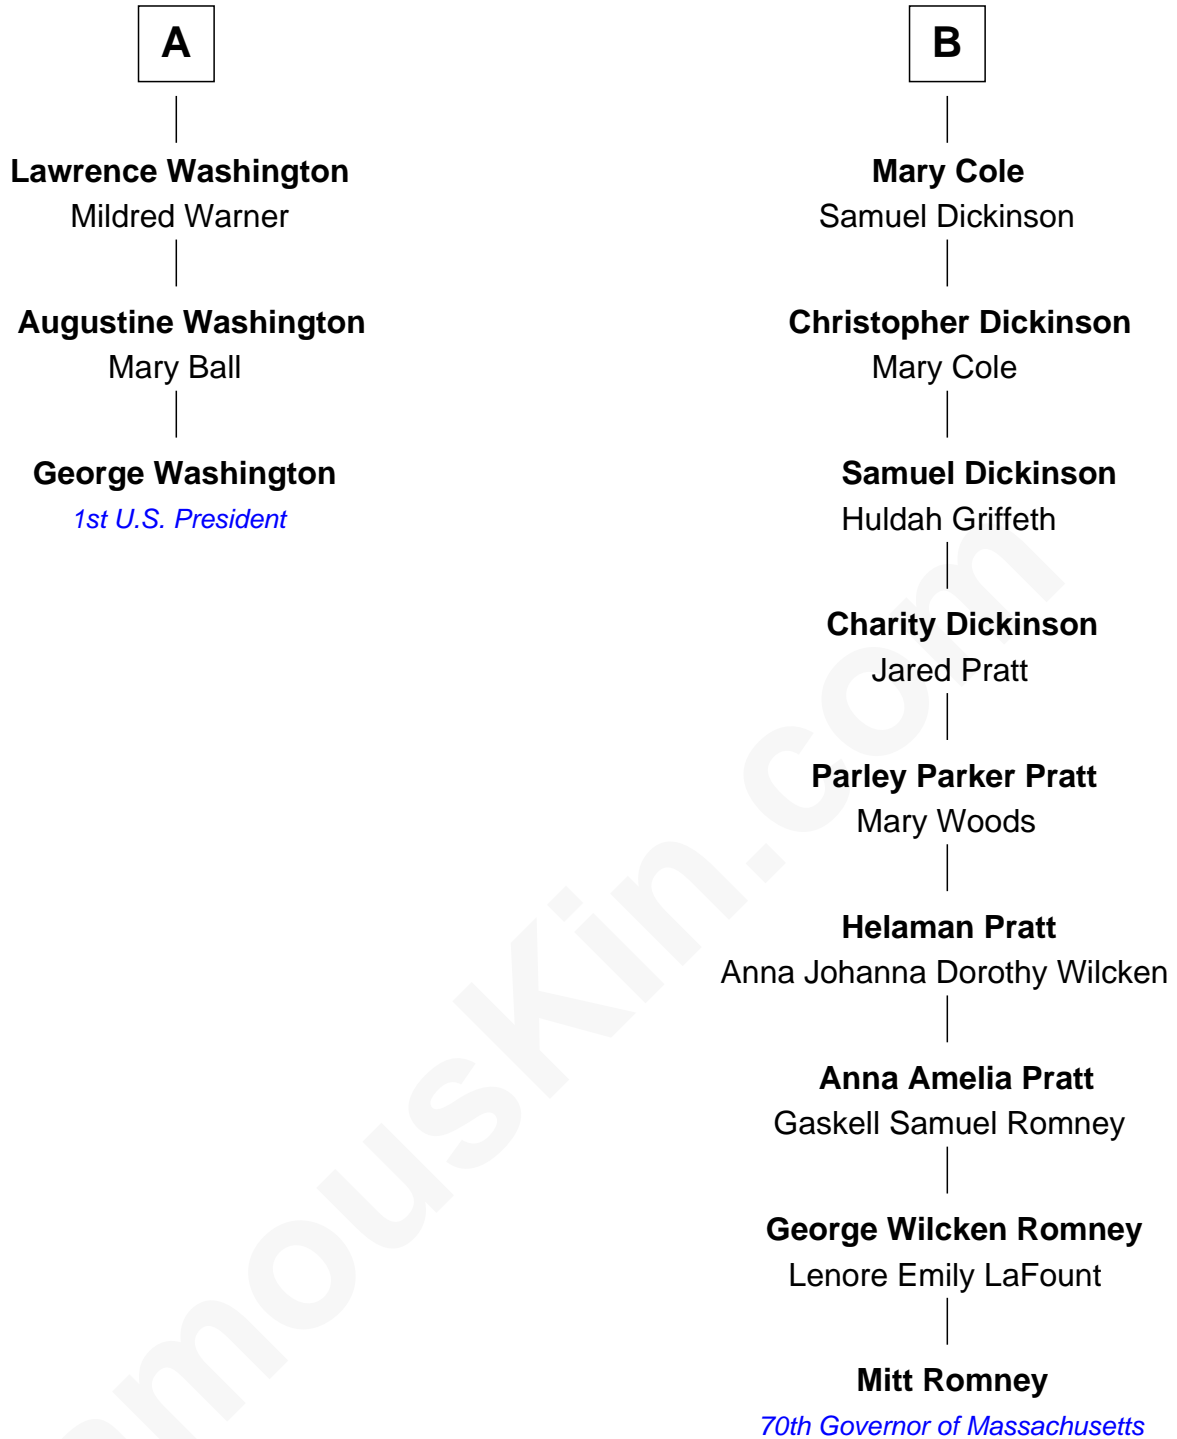 A
Lawrence Washington
Mildred Warner
Augustine Washington
Mary Ball
George Washington
1st U.S. President
B
Mary Cole
Samuel Dickinson
Christopher Dickinson
Mary Cole
Samuel Dickinson
Huldah Griffeth
Charity Dickinson
Jared Pratt
Parley Parker Pratt
Mary Woods
Helaman Pratt
Anna Johanna Dorothy Wilcken
Anna Amelia Pratt
Gaskell Samuel Romney
George Wilcken Romney
Lenore Emily LaFount
Mitt Romney
70th Governor of Massachusetts
amousKin.com